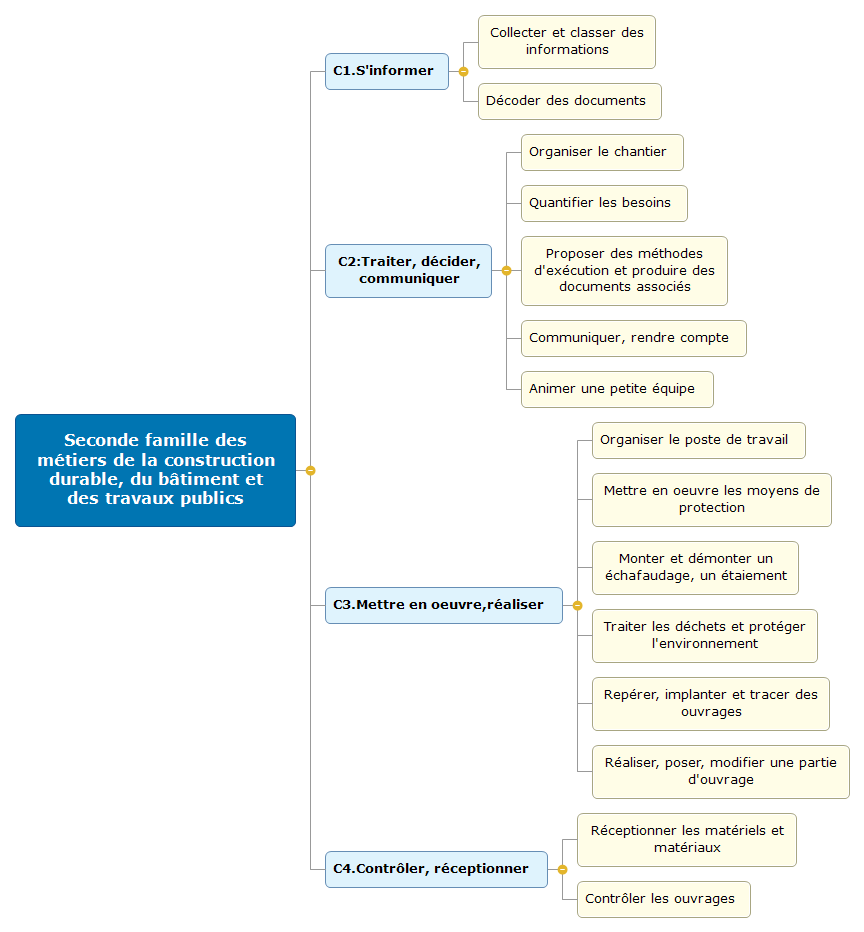 Seconde famille des
métiers de la construction
durable, du bâtiment et
des travaux publics
C1.S'informer
Collecter et classer des
informations
Décoder des documents
C2:Traiter, décider,
communiquer
Organiser le chantier
Quantifier les besoins
Proposer des méthodes
d'exécution et produire des
documents associés
Communiquer, rendre compte
Animer une petite équipe
C3.Mettre en oeuvre,réaliser
Organiser le poste de travail
Mettre en oeuvre les moyens de
protection
Monter et démonter un
échafaudage, un étaiement
Traiter les déchets et protéger
l'environnement
Repérer, implanter et tracer des
ouvrages
Réaliser, poser, modifier une partie
d'ouvrage
C4.Contrôler, réceptionner
Réceptionner les matériels et
matériaux
Contrôler les ouvrages